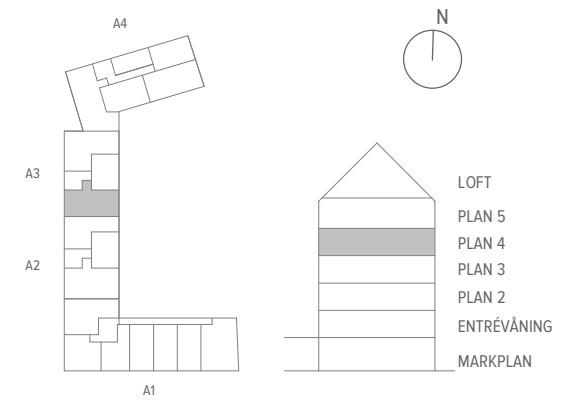 A4
N
A3
A2
A1
LOFT
PLAN 5
PLAN 4
PLAN 3
PLAN 2
ENTRÉVÅNING
MARKPLAN